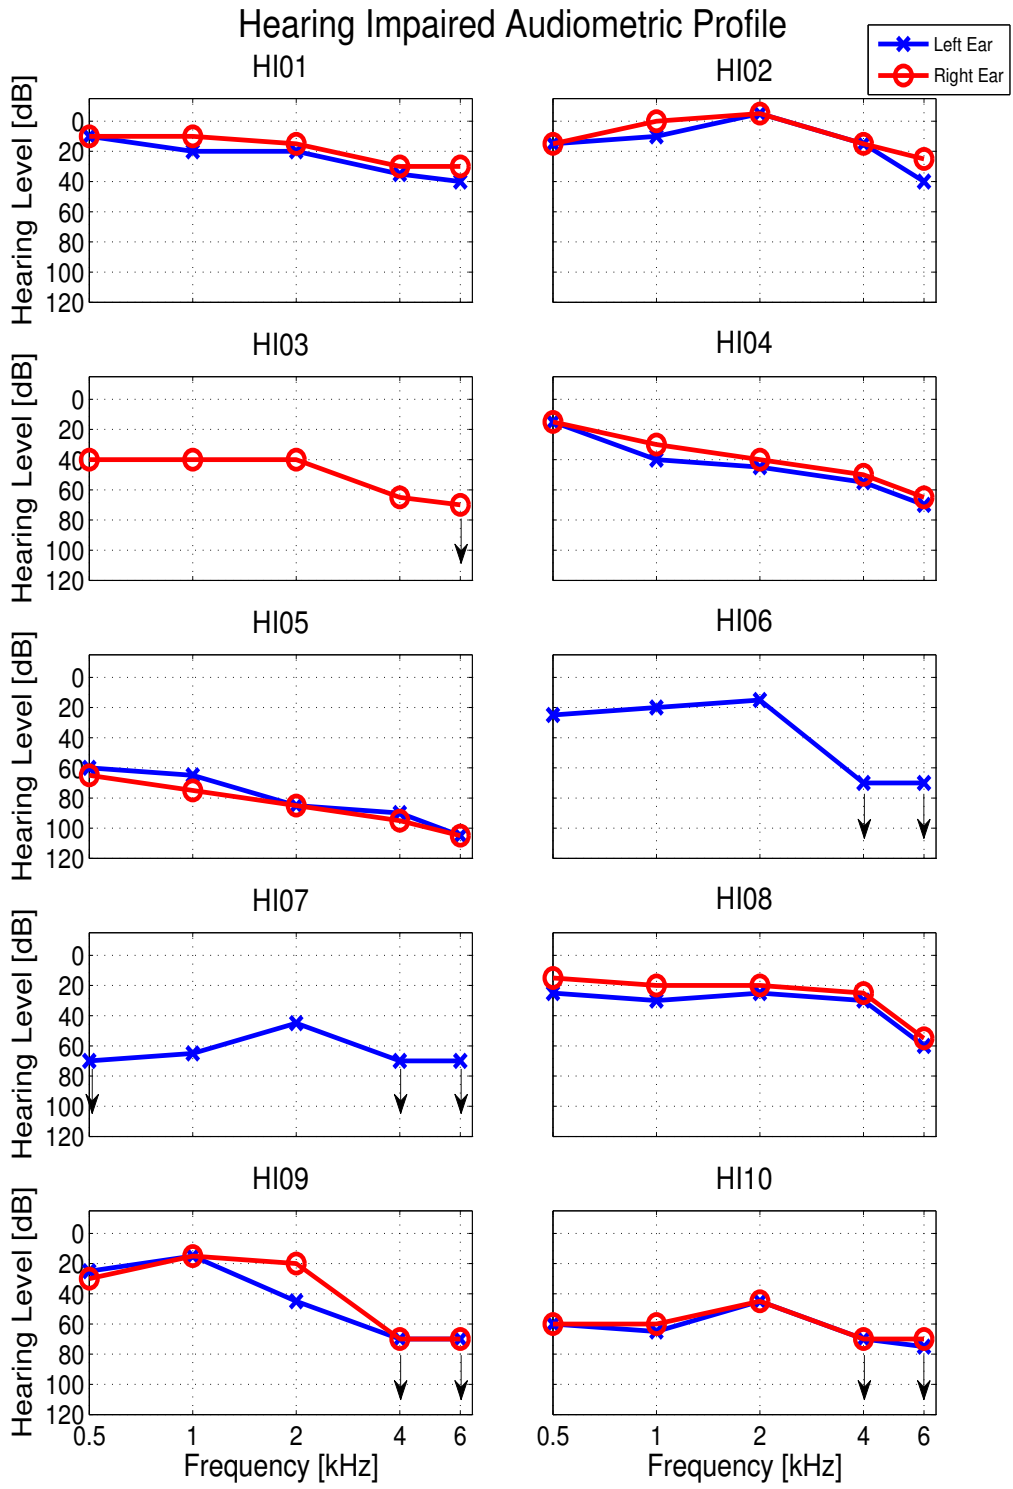 Hearing Impaired Audiometric Profile
Left Ear
Right Ear
HI01
HI02
Hearing Level [dB]
0
20
40
60
80
100
120
HI03
HI04
Hearing Level [dB]
0
20
40
60
80
100
120
HI05
HI06
Hearing Level [dB]
0
20
40
60
80
100
120
HI07
HI08
Hearing Level [dB]
0
20
40
60
80
100
120
HI09
HI10
Hearing Level [dB]
0
20
40
60
80
100
120
0.5 1 2 4 6
0.5 1 2 4 6
Frequency [kHz]
Frequency [kHz]